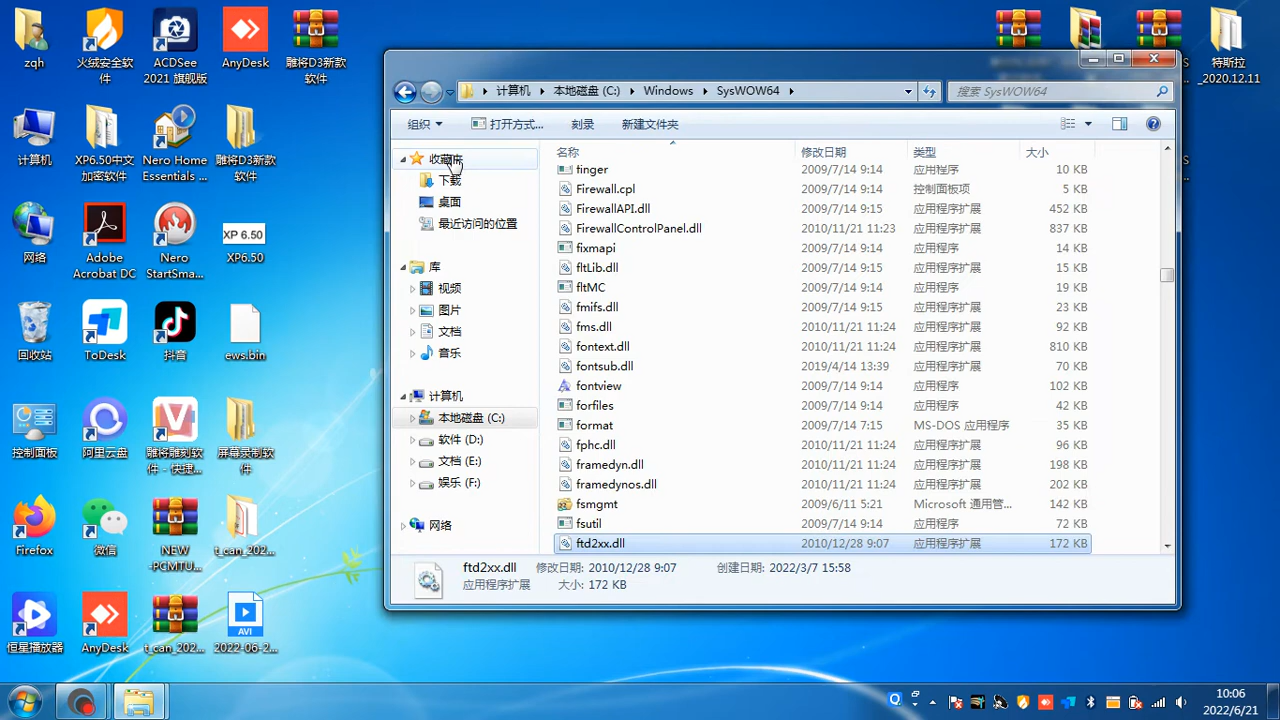 zqh
火绒安全软件
ACDSee 2021 旗舰版
AnyDesk
雕将D3新款软件
特斯拉_2020.12.11
计算机
XP6.50中文加密软件
Nero Home Essentials ...
雕将D3新款软件
网络
Adobe Acrobat DC
Nero StartSma...
XP 6.50
XP6.50
回收站
ToDesk
抖音
ews.bin
控制面板
阿里云盘
雕将雕刻软件 - 快捷...
屏幕录制软件
Firefox
微信
NEW -PCMTU...
t_can_202...
恒星播放器
AnyDesk
t_can_202...
AVI
2022-06-2...
计算机 本地磁盘 (C:) Windows SysWOW64
搜索 SysWOW64
组织 打开方式... 刻录 新建文件夹
收藏夹
下载
桌面
最近访问的位置
库
视频
图片
文档
音乐
计算机
本地磁盘 (C:)
软件 (D:)
文档 (E:)
娱乐 (F:)
网络
名称 修改日期 类型 大小
finger 2009/7/14 9:14 应用程序 10 KB
Firewall.cpl 2009/7/14 9:14 控制面板项 5 KB
FirewallAPI.dll 2009/7/14 9:15 应用程序扩展 452 KB
FirewallControlPanel.dll 2010/11/21 11:23 应用程序扩展 837 KB
fixmapi 2009/7/14 9:14 应用程序 14 KB
fltLib.dll 2009/7/14 9:15 应用程序扩展 15 KB
fltMC 2009/7/14 9:14 应用程序 19 KB
fmifs.dll 2009/7/14 9:15 应用程序扩展 23 KB
fms.dll 2010/11/21 11:24 应用程序扩展 92 KB
fontext.dll 2010/11/21 11:24 应用程序扩展 810 KB
fontsub.dll 2019/4/14 13:39 应用程序扩展 70 KB
fontview 2009/7/14 9:14 应用程序 102 KB
forfiles 2009/7/14 9:14 应用程序 42 KB
format 2009/7/14 7:15 MS-DOS 应用程序 35 KB
fphc.dll 2010/11/21 11:24 应用程序扩展 96 KB
framedyn.dll 2010/11/21 11:24 应用程序扩展 198 KB
framedynos.dll 2010/11/21 11:24 应用程序扩展 202 KB
fsmgmt 2009/6/11 5:21 Microsoft 通用管... 142 KB
fsutil 2009/7/14 9:14 应用程序 72 KB
ftd2xx.dll 2010/12/28 9:07 应用程序扩展 172 KB
ftd2xx.dll 修改日期: 2010/12/28 9:07 创建日期: 2022/3/7 15:58
应用程序扩展 大小: 172 KB
10:06
2022/6/21